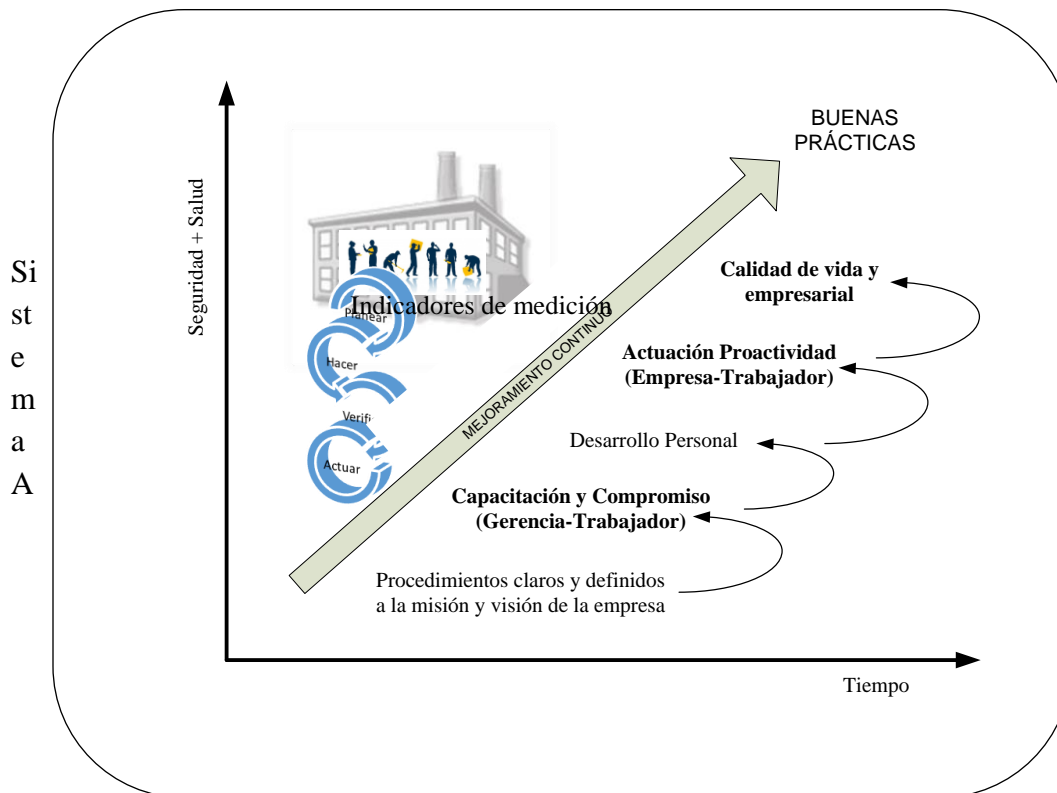 BUENAS
PRÁCTICAS
Seguridad + Salud
Si
st
e
m
a
A
Indicadores de medición
Planear
Hacer
Verifi
Actuar
MEJORAMIENTO CONTINUO
Calidad de vida y
empresarial
Actuación Proactividad
(Empresa-Trabajador)
Desarrollo Personal
Capacitación y Compromiso
(Gerencia-Trabajador)
Procedimientos claros y definidos
a la misión y visión de la empresa
Tiempo